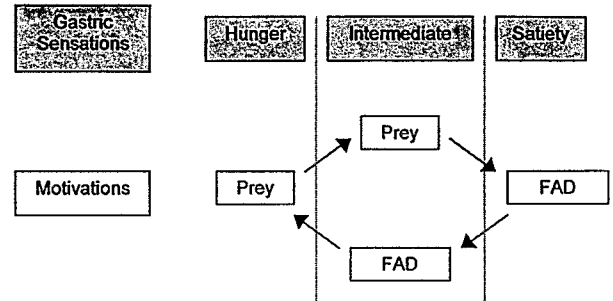 Gastric
Sensations
Hunger
Intermediate
Satiety
Prey
Motivations
Prey
FAD
FAD